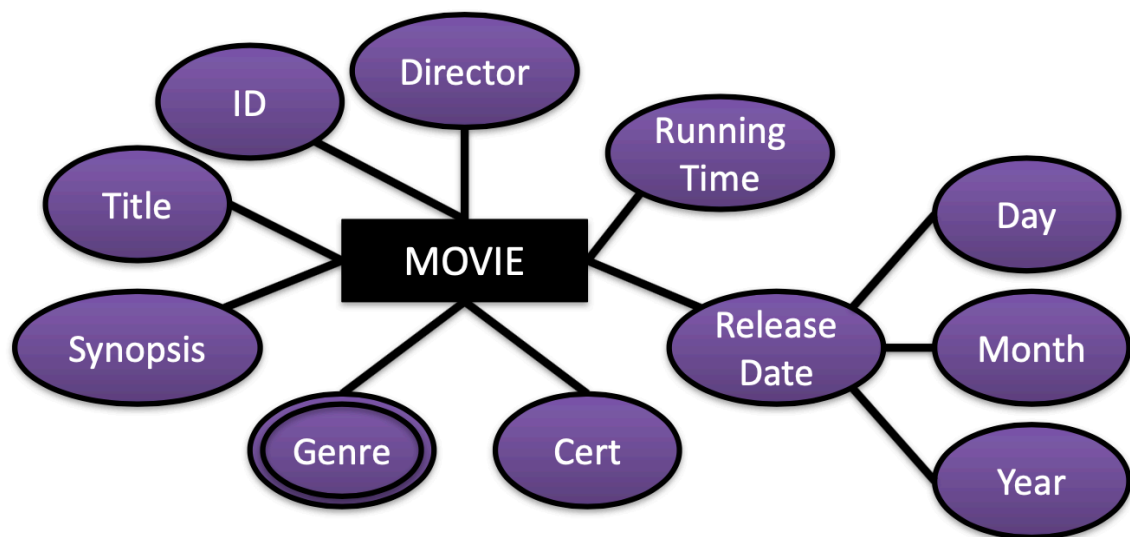 Director
ID
Running
Time
Title
Day
MOVIE
Synopsis
Release
Date
Month
Genre
Cert
Year